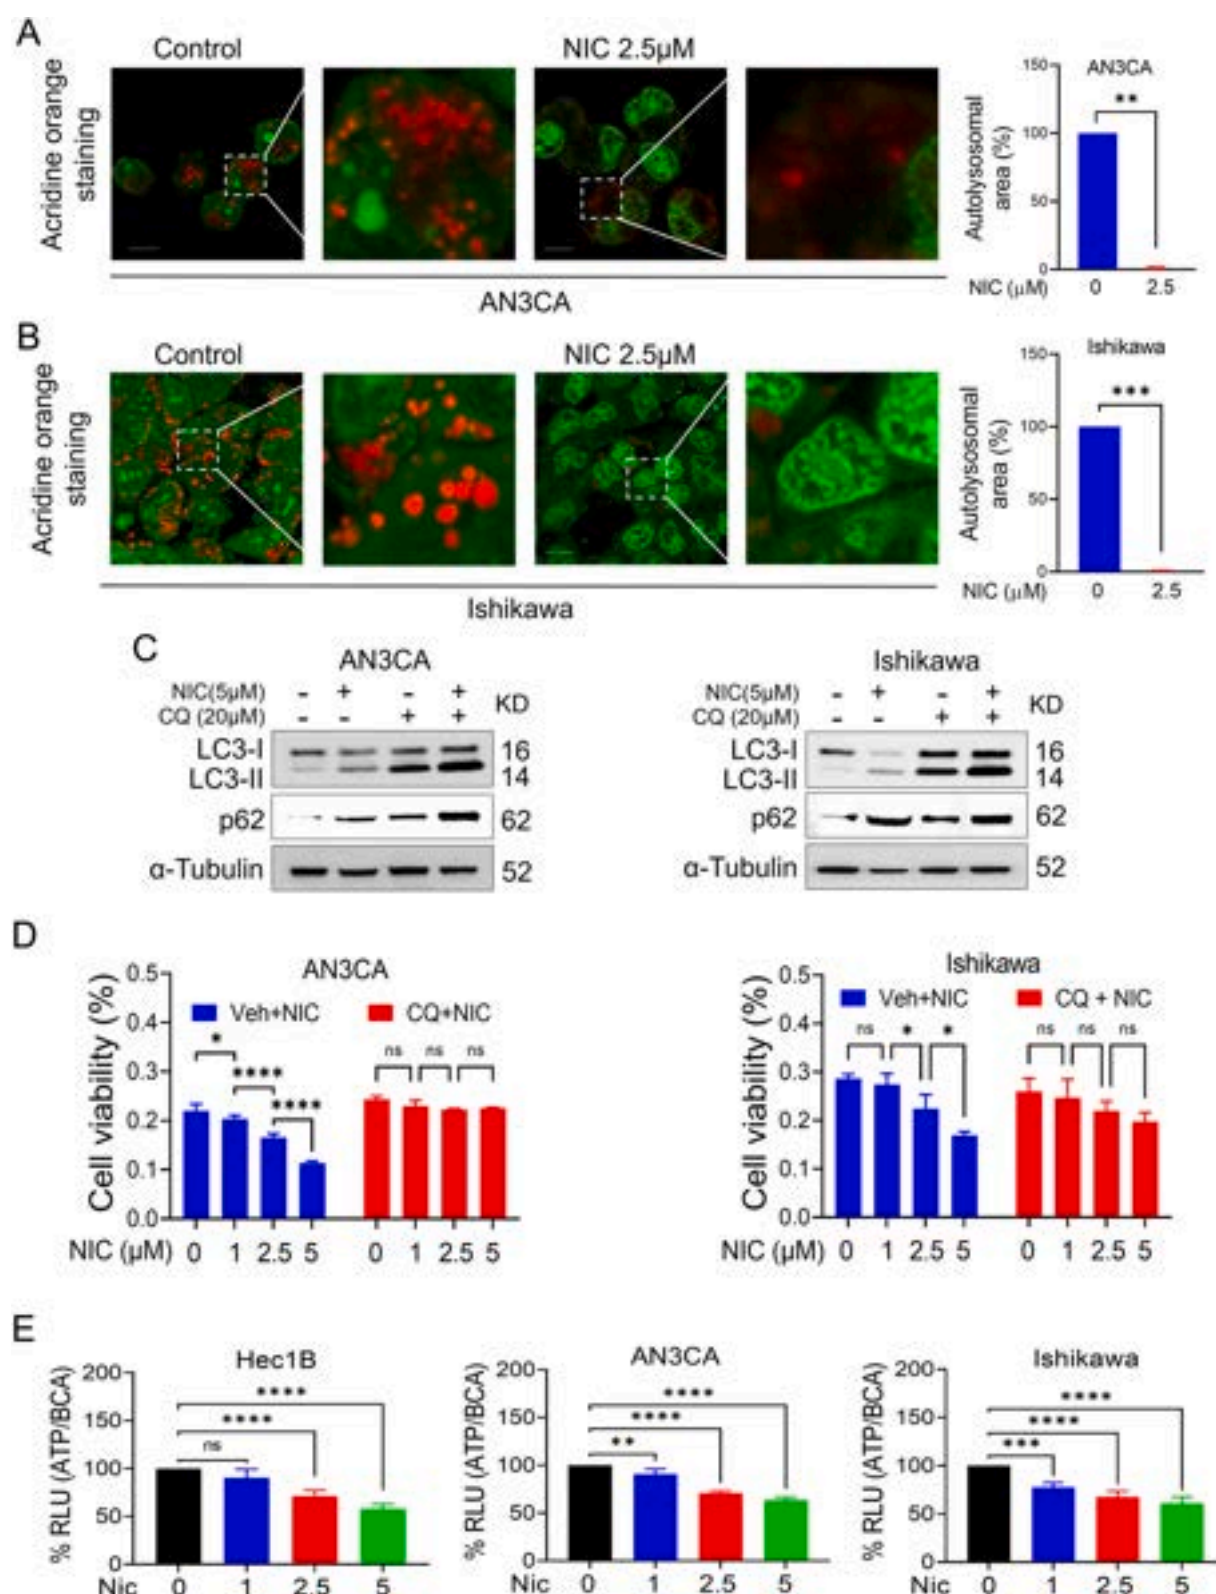 A
Control
NIC 2.5μM
Acridine orange
staining
AN3CA
AN3CA
**
Autolysosomal
area (%)
150
100
50
0
NIC (μM) 0 2.5
B
Control
NIC 2.5μM
Acridine orange
staining
Ishikawa
Ishikawa
***
Autolysosomal
area (%)
150
100
50
0
NIC (μM) 0 2.5
C
AN3CA
NIC(5μM) - + - +
CQ (20μM) - - + +
KD
LC3-I 16
LC3-II 14
p62 62
α-Tubulin 52
Ishikawa
NIC(5μM) - + - +
CQ (20μM) - - + +
KD
LC3-I 16
LC3-II 14
p62 62
α-Tubulin 52
D
AN3CA
Veh+NIC CQ+NIC
Cell viability (%)
0.5
0.4
0.3
0.2
0.1
0.0
* **** ****
ns ns ns
NIC (μM) 0 1 2.5 5 0 1 2.5 5
Ishikawa
Veh+NIC CQ + NIC
Cell viability (%)
0.5
0.4
0.3
0.2
0.1
0.0
ns * *
ns ns ns
NIC (μM) 0 1 2.5 5 0 1 2.5 5
E
Hec1B
% RLU (ATP/BCA)
200
150
100
50
0
****
****
ns
Nic 0 1 2.5 5
AN3CA
% RLU (ATP/BCA)
200
150
100
50
0
****
****
**
Nic 0 1 2.5 5
Ishikawa
% RLU (ATP/BCA)
200
150
100
50
0
****
****
***
Nic 0 1 2.5 5